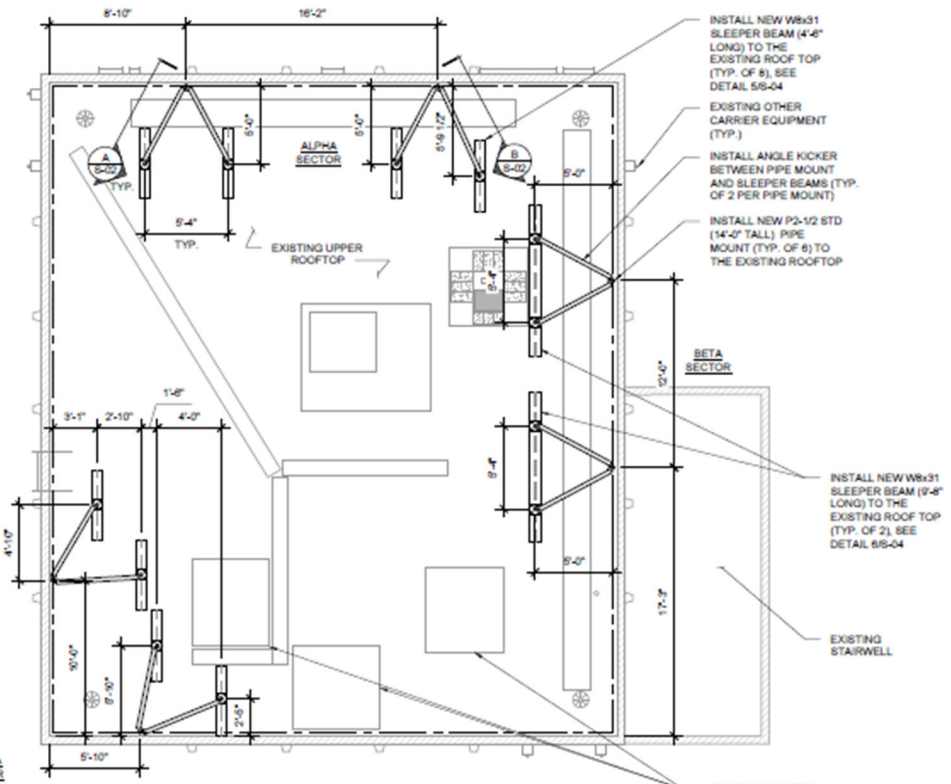 8'-10"
16'-2"
INSTALL NEW W8x31
SLEEPER BEAM (4'-6"
LONG) TO THE
EXISTING ROOF TOP
(TYP. OF 8), SEE
DETAIL 5/S-04
EXISTING OTHER
CARRIER EQUIPMENT
(TYP.)
INSTALL ANGLE KICKER
BETWEEN PIPE MOUNT
AND SLEEPER BEAMS (TYP.
OF 2 PER PIPE MOUNT)
INSTALL NEW P2-1/2 STD
(14'-0" TALL) PIPE
MOUNT (TYP. OF 6) TO
THE EXISTING ROOFTOP
5'-0"
5'-0"
5'-9 1/2"
A
S-02
TYP.
ALPHA
SECTOR
B
S-02
5'-0"
5'-4"
TYP.
EXISTING UPPER
ROOFTOP
BETA
SECTOR
12'-0"
1'-6"
3'-1"
2'-10"
4'-0"
INSTALL NEW W8x31
SLEEPER BEAM (9'-8"
LONG) TO THE
EXISTING ROOF TOP
(TYP. OF 2), SEE
DETAIL 6/S-04
4'-10"
5'-0"
17'-3"
10'-0"
EXISTING
STAIRWELL
2'-5"
5'-10"